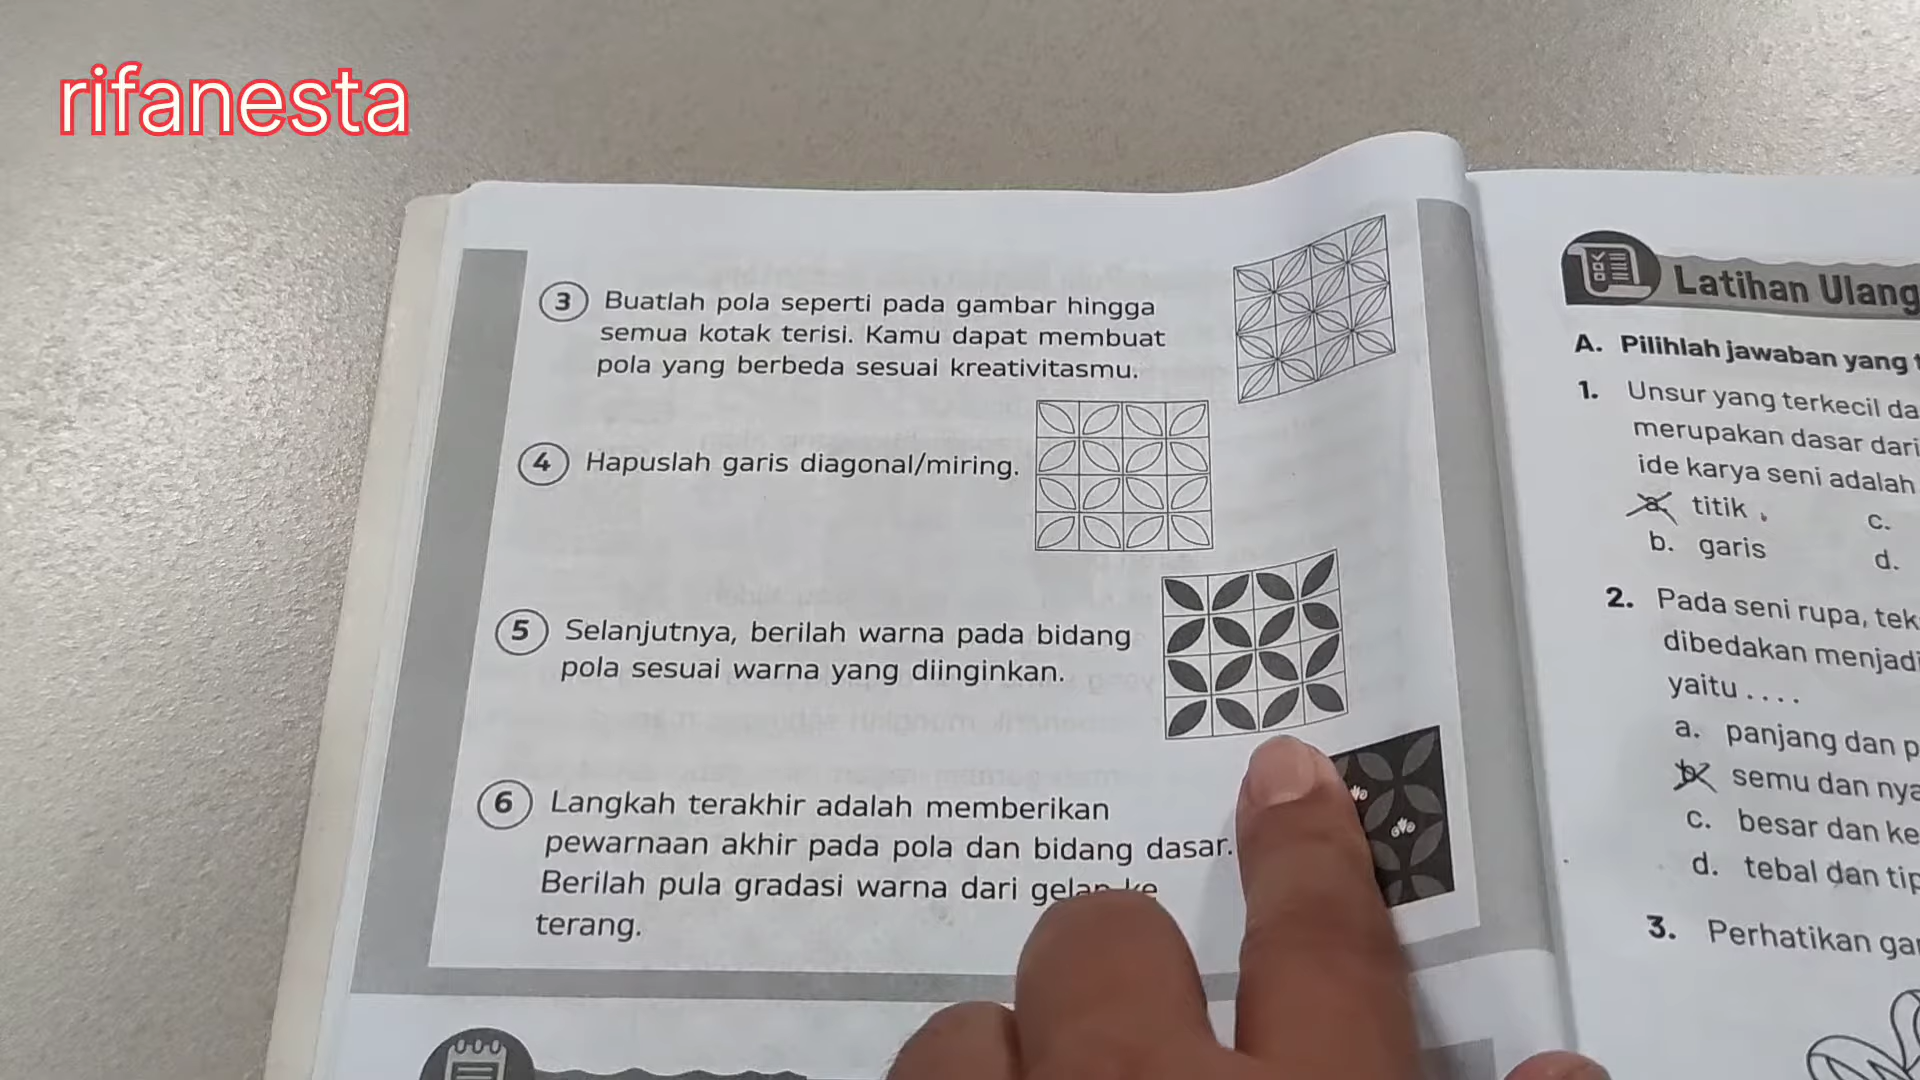 rifanesta
3 Buatlah pola seperti pada gambar hingga
semua kotak terisi. Kamu dapat membuat
pola yang berbeda sesuai kreativitasmu.
4 Hapuslah garis diagonal/miring.
5 Selanjutnya, berilah warna pada bidang
pola sesuai warna yang diinginkan.
6 Langkah terakhir adalah memberikan
pewarnaan akhir pada pola dan bidang dasar.
Berilah pula gradasi warna dari gelap ke
terang.
Latihan Ulang
A. Pilihlah jawaban yang
1. Unsur yang terkecil da
merupakan dasar dari
ide karya seni adalah
a. titik c.
b. garis d.
2. Pada seni rupa, tek
dibedakan menjadi
yaitu . . . .
a. panjang dan p
b. semu dan nya
c. besar dan ke
d. tebal dan tip
3. Perhatikan gar